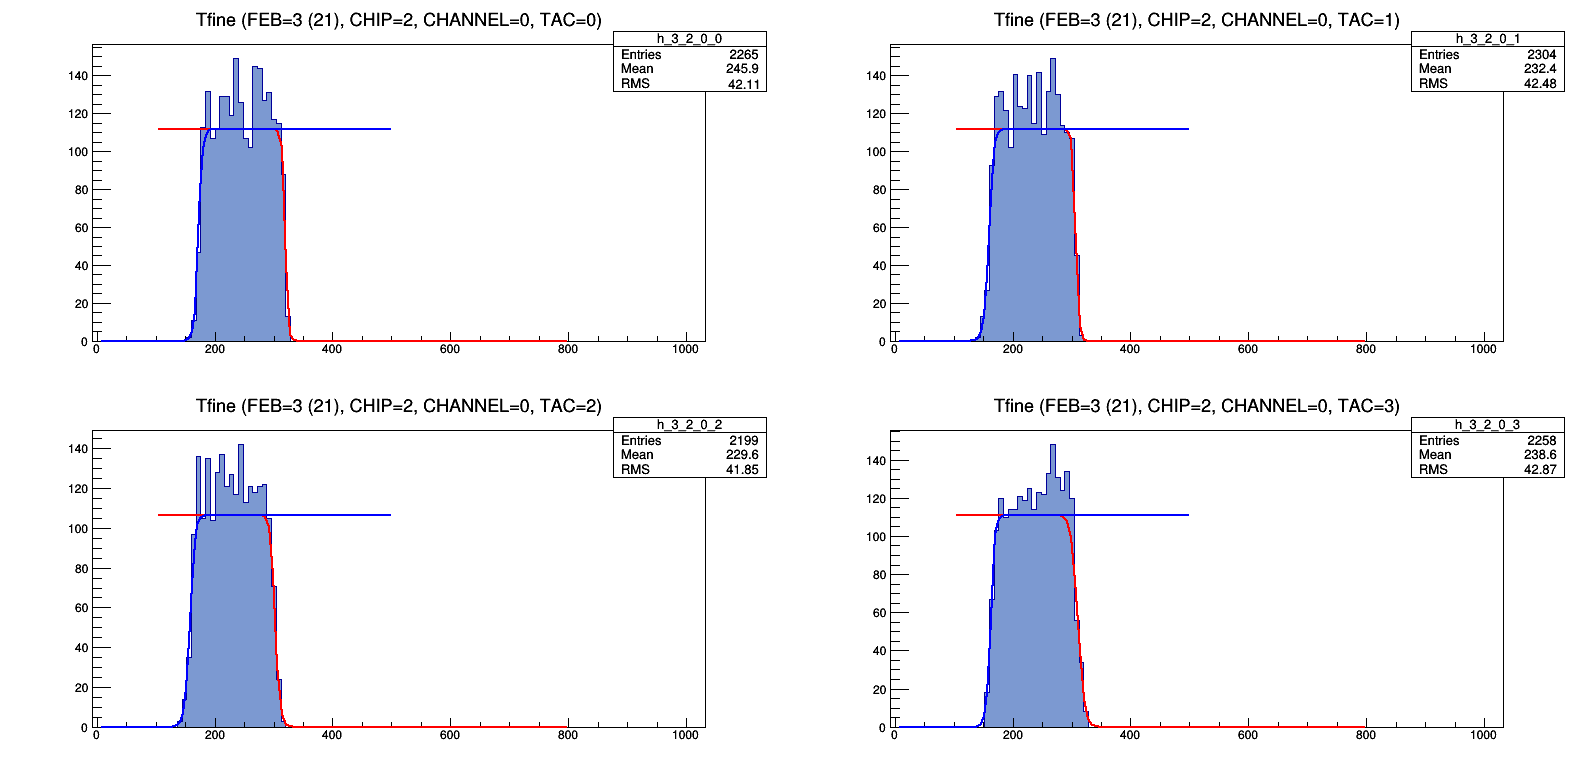 Tfine (FEB=3 (21), CHIP=2, CHANNEL=0, TAC=0)
h_3_2_0_0
Entries 2265
Mean 245.9
RMS 42.11
140
120
100
80
60
40
20
0
0 200 400 600 800 1000
Tfine (FEB=3 (21), CHIP=2, CHANNEL=0, TAC=1)
h_3_2_0_1
Entries 2304
Mean 232.4
RMS 42.48
140
120
100
80
60
40
20
0
0 200 400 600 800 1000
Tfine (FEB=3 (21), CHIP=2, CHANNEL=0, TAC=2)
h_3_2_0_2
Entries 2199
Mean 229.6
RMS 41.85
140
120
100
80
60
40
20
0
0 200 400 600 800 1000
Tfine (FEB=3 (21), CHIP=2, CHANNEL=0, TAC=3)
h_3_2_0_3
Entries 2258
Mean 238.6
RMS 42.87
140
120
100
80
60
40
20
0
0 200 400 600 800 1000